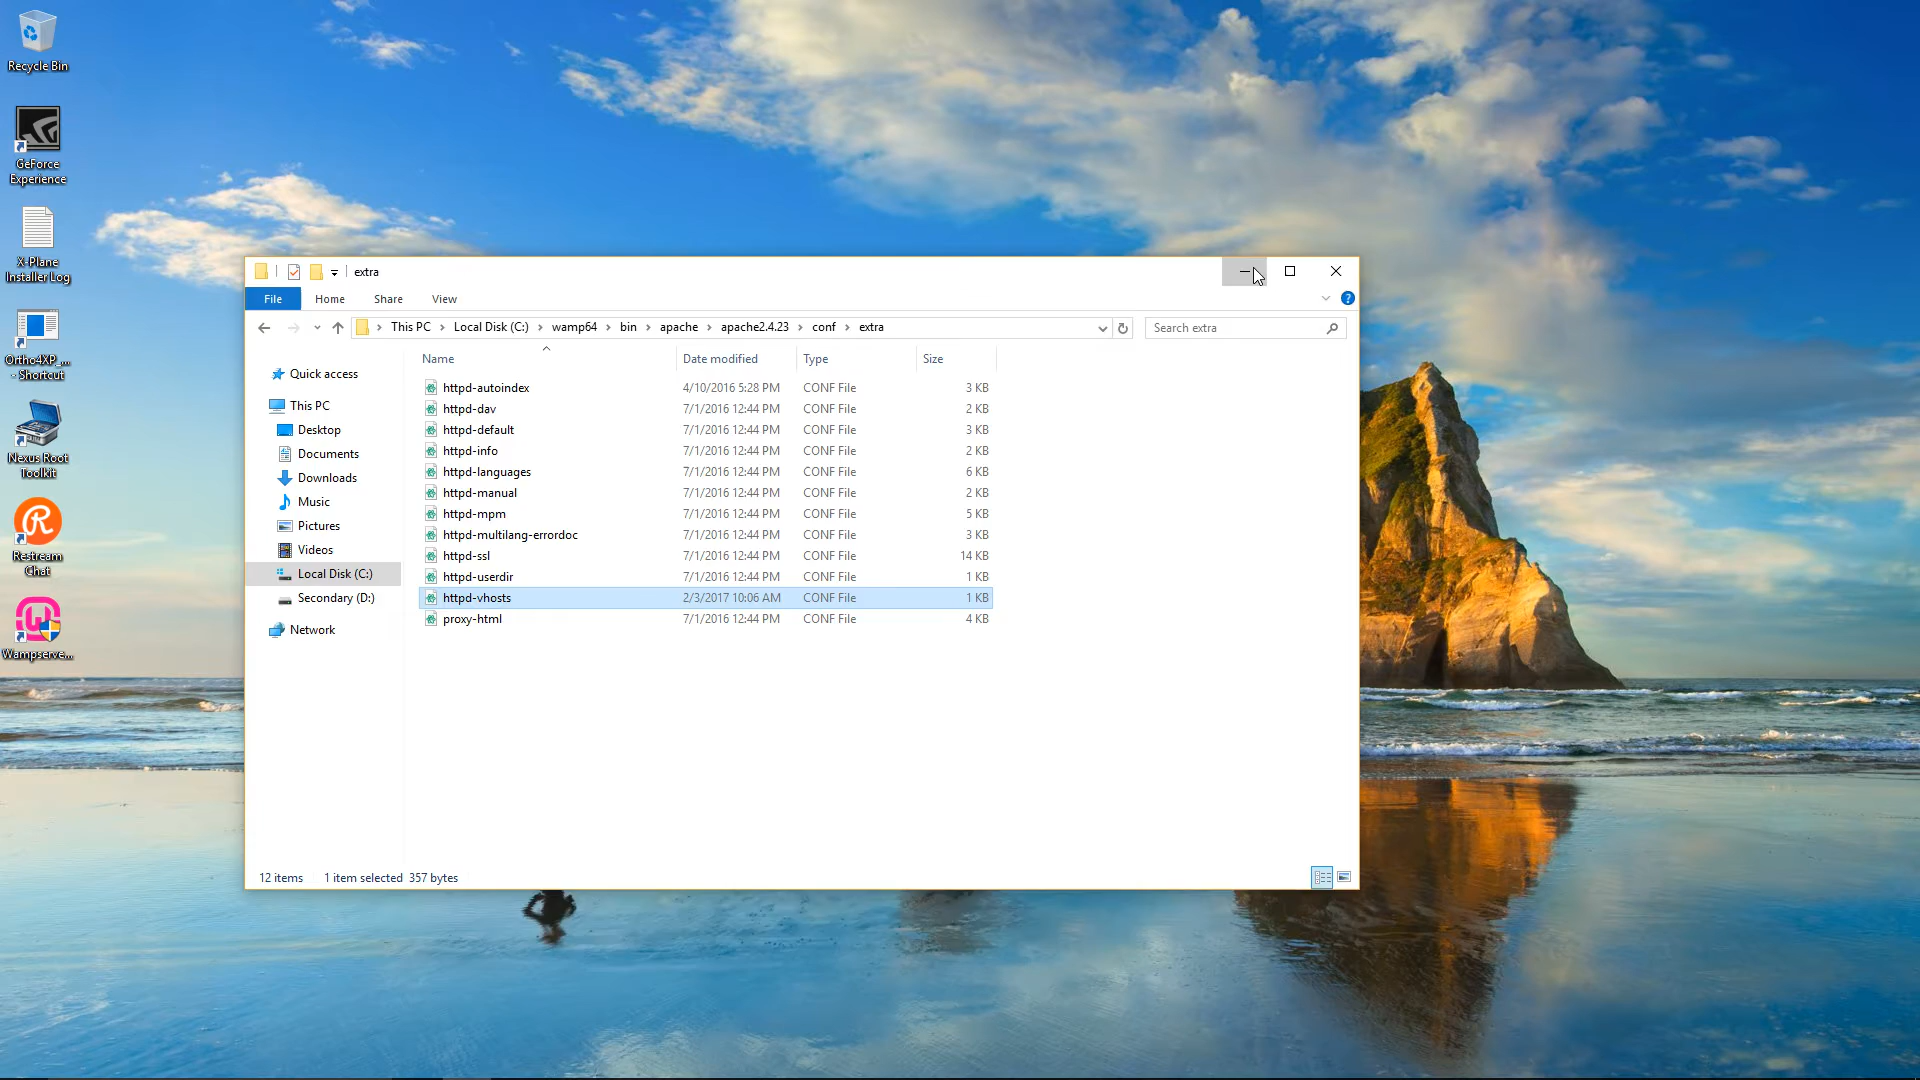 Recycle Bin
GeForce
Experience
X-Plane
Installer Log
Ortho4XP_...
- Shortcut
Nexus Root
Toolkit
Restream
Chat
Wampserve...
extra
File Home Share View
This PC Local Disk (C:) wamp64 bin apache apache2.4.23 conf extra
Search extra
Quick access
This PC
Desktop
Documents
Downloads
Music
Pictures
Videos
Local Disk (C:)
Secondary (D:)
Network
Name Date modified Type Size
httpd-autoindex 4/10/2016 5:28 PM CONF File 3 KB
httpd-dav 7/1/2016 12:44 PM CONF File 2 KB
httpd-default 7/1/2016 12:44 PM CONF File 3 KB
httpd-info 7/1/2016 12:44 PM CONF File 2 KB
httpd-languages 7/1/2016 12:44 PM CONF File 6 KB
httpd-manual 7/1/2016 12:44 PM CONF File 2 KB
httpd-mpm 7/1/2016 12:44 PM CONF File 5 KB
httpd-multilang-errordoc 7/1/2016 12:44 PM CONF File 3 KB
httpd-ssl 7/1/2016 12:44 PM CONF File 14 KB
httpd-userdir 7/1/2016 12:44 PM CONF File 1 KB
httpd-vhosts 2/3/2017 10:06 AM CONF File 1 KB
proxy-html 7/1/2016 12:44 PM CONF File 4 KB
12 items 1 item selected 357 bytes